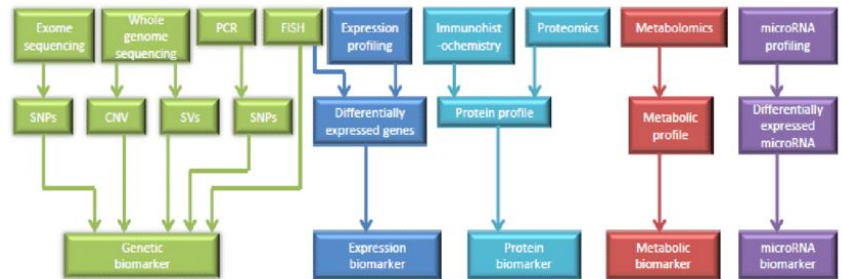 Exome
sequencing
Whole
genome
sequencing
PCR
FISH
Expression
profiling
Immunohist
-ochemistry
Proteomics
Metabolomics
microRNA
profiling
SNPs
CNV
SVs
SNPs
Differentially
expressed genes
Protein profile
Metabolic
profile
Differentially
expressed
microRNA
Genetic
biomarker
Expression
biomarker
Protein
biomarker
Metabolic
biomarker
microRNA
biomarker